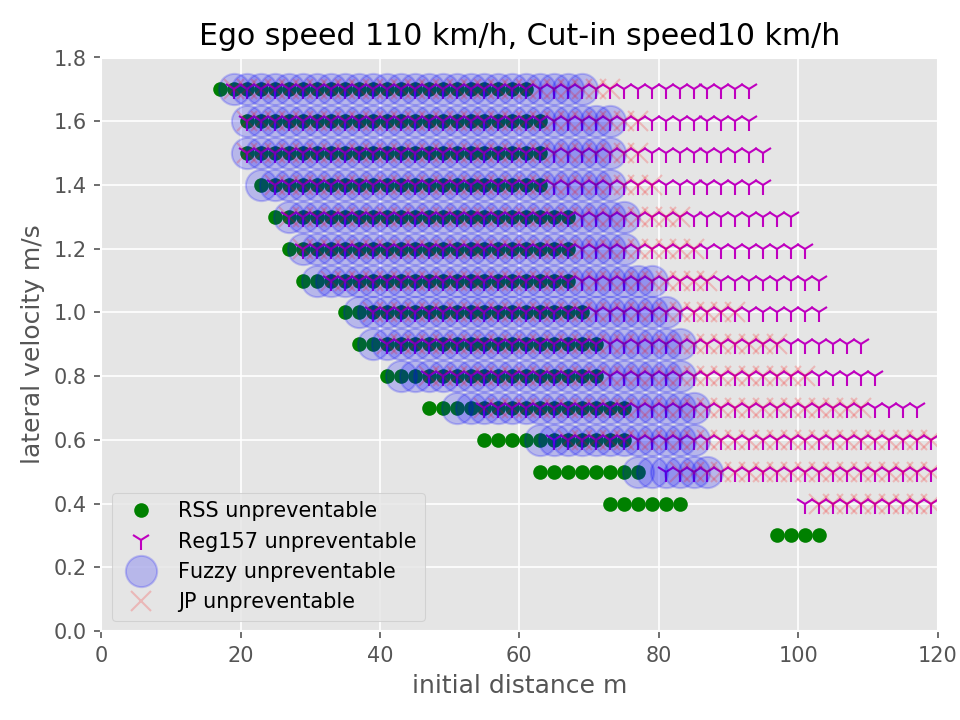 Ego speed 110 km/h, Cut-in speed10 km/h
1.8
1.6
1.4
1.2
1.0
0.8
0.6
0.4
0.2
0.0
lateral velocity m/s
RSS unpreventable
Reg157 unpreventable
Fuzzy unpreventable
JP unpreventable
0 20 40 60 80 100 120
initial distance m